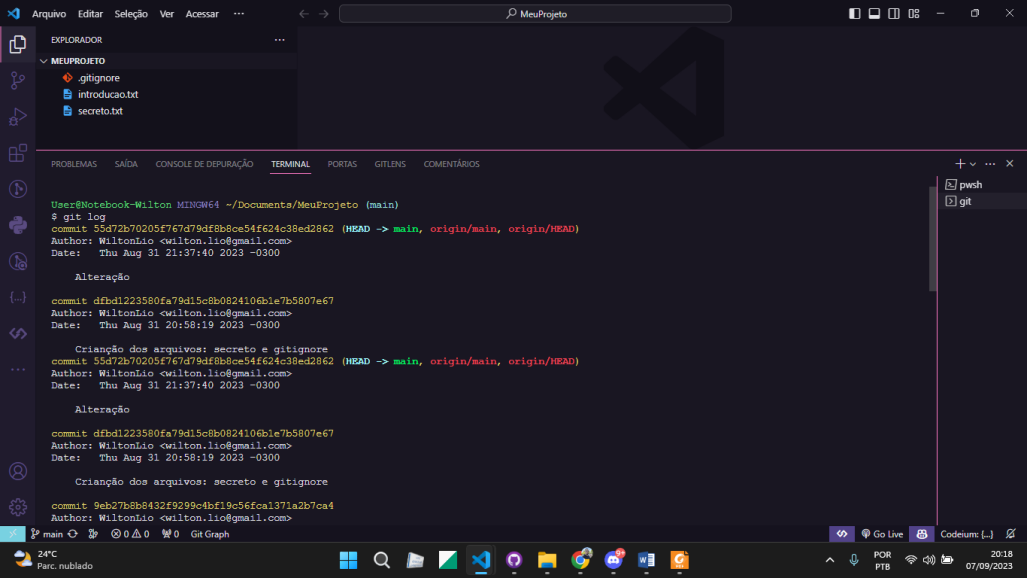 Arquivo Editar Seleção Ver Acessar ··· MeuProjeto
EXPLORADOR ···
MEUPROJETO
.gitignore
introducao.txt
secreto.txt
PROBLEMAS SAÍDA CONSOLE DE DEPURAÇÃO TERMINAL PORTAS GITLENS COMENTÁRIOS
pwsh
git
User@Notebook-Wilton MINGW64 ~/Documents/MeuProjeto (main)
$ git log
commit 55d72b70205f767d79df8b8ce54f624c38ed2862 (HEAD -> main, origin/main, origin/HEAD)
Author: WiltonLio <wilton.lio@gmail.com>
Date:   Thu Aug 31 21:37:40 2023 -0300
Alteração
commit dfbd1223580fa79d15c8b0824106b1e7b5807e67
Author: WiltonLio <wilton.lio@gmail.com>
Date:   Thu Aug 31 20:58:19 2023 -0300
Criançāo dos arquivos: secreto e gitignore
commit 55d72b70205f767d79df8b8ce54f624c38ed2862 (HEAD -> main, origin/main, origin/HEAD)
Author: WiltonLio <wilton.lio@gmail.com>
Date:   Thu Aug 31 21:37:40 2023 -0300
Alteração
commit dfbd1223580fa79d15c8b0824106b1e7b5807e67
Author: WiltonLio <wilton.lio@gmail.com>
Date:   Thu Aug 31 20:58:19 2023 -0300
Criançāo dos arquivos: secreto e gitignore
commit 9eb27b8b8432f9299c4bf19c56fca1371a2b7ca4
Author: WiltonLio <wilton.lio@gmail.com>
main 0 0 0 Git Graph Go Live Codeium: {...}
24°C
Parc. nublado
9+
POR
PTB
20:18
07/09/2023